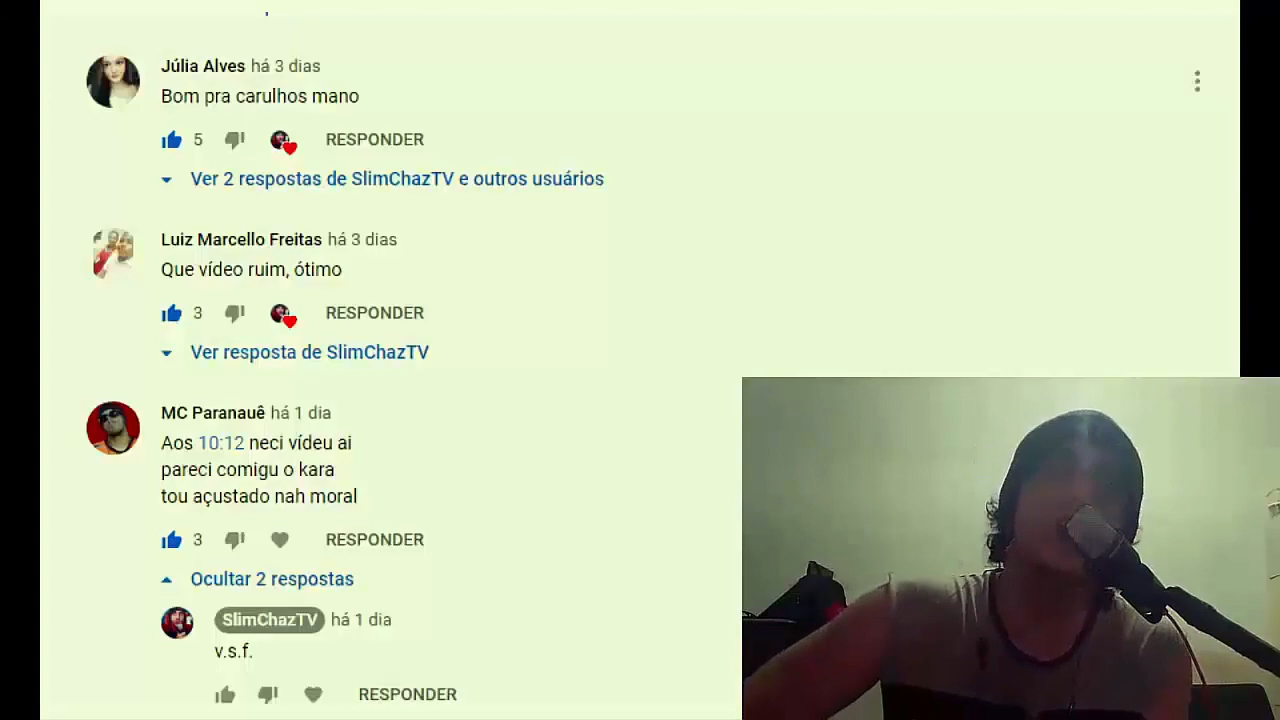 Júlia Alves há 3 dias
Bom pra carulhos mano
5 RESPONDER
Ver 2 respostas de SlimChazTV e outros usuários
Luiz Marcello Freitas há 3 dias
Que vídeo ruim, ótimo
3 RESPONDER
Ver resposta de SlimChazTV
MC Paranauê há 1 dia
Aos 10:12 neci vídeu ai
pareci comigu o kara
tou açustado nah moral
3 RESPONDER
Ocultar 2 respostas
SlimChazTV há 1 dia
v.s.f.
RESPONDER